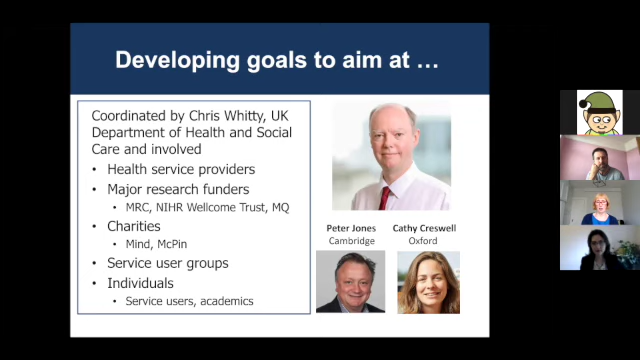 Developing goals to aim at …
Coordinated by Chris Whitty, UK
Department of Health and Social
Care and involved
• Health service providers
• Major research funders
• MRC, NIHR Wellcome Trust, MQ
• Charities
• Mind, McPin
• Service user groups
• Individuals
• Service users, academics
Peter Jones
Cambridge
Cathy Creswell
Oxford